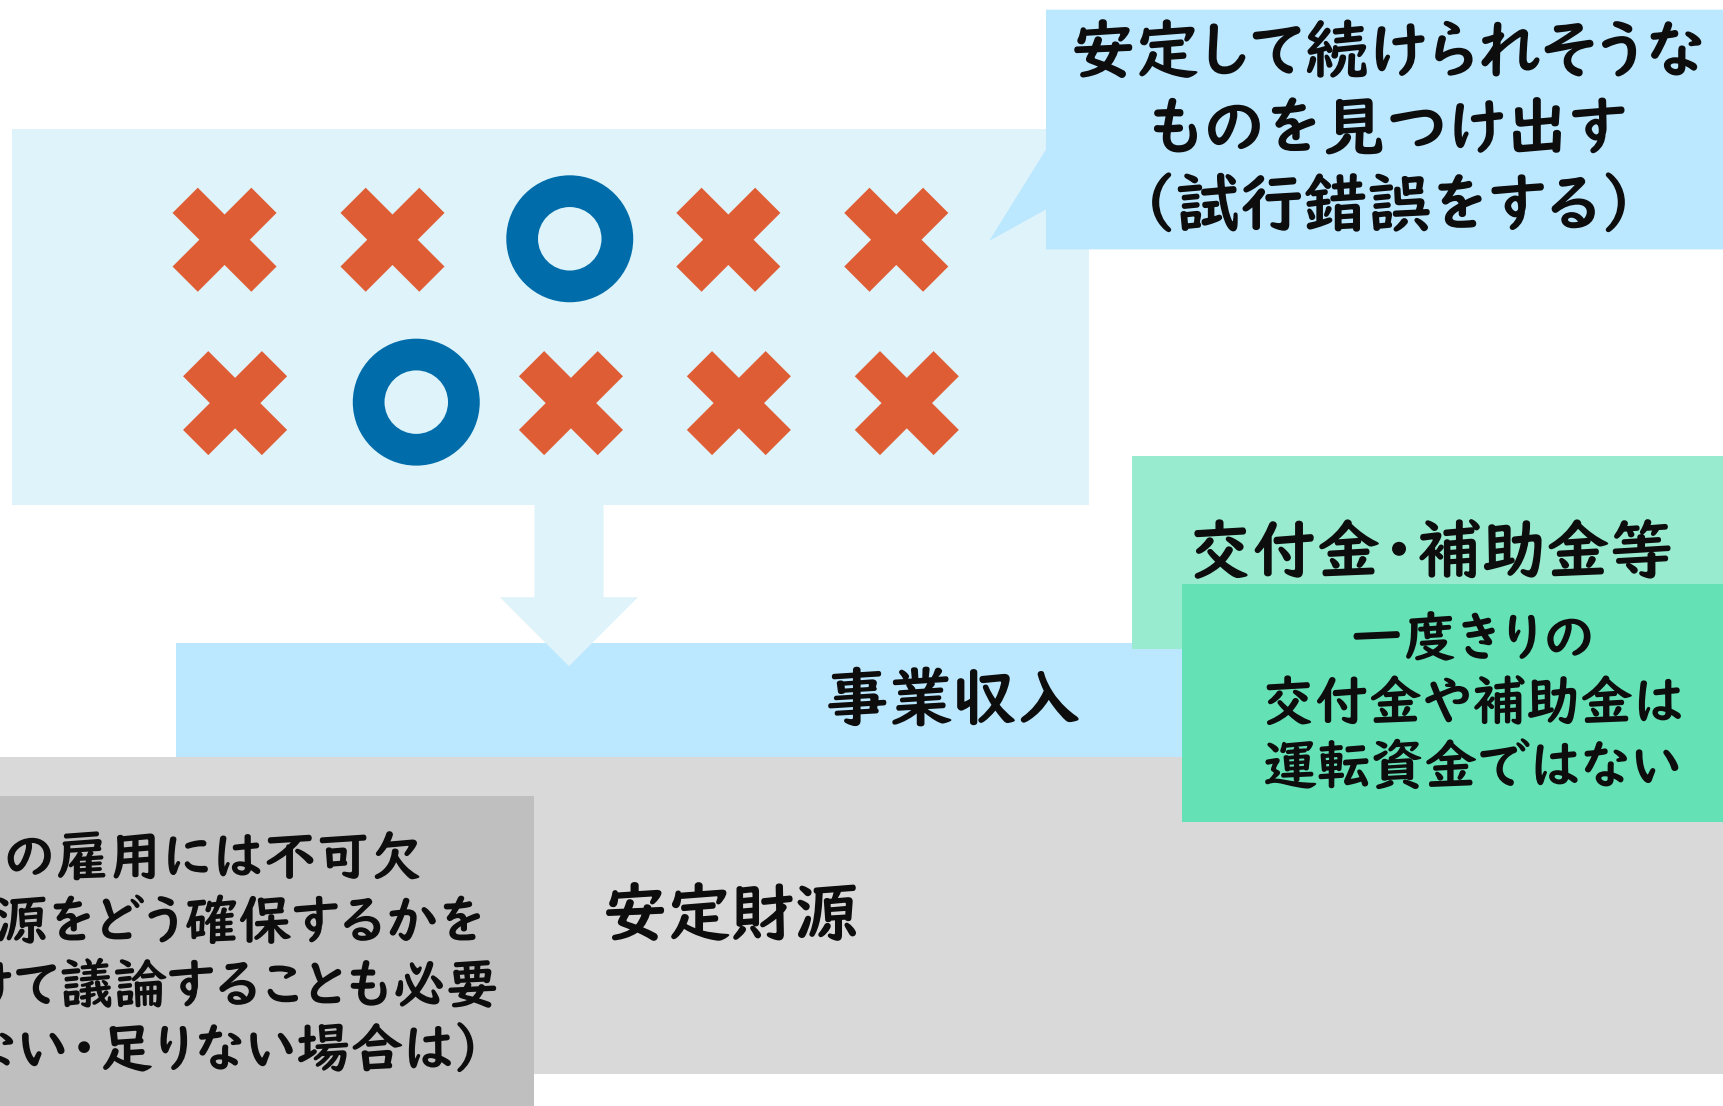 安定して続けられそうな
ものを見つけ出す
（試行錯誤をする）
交付金・補助金等
一度きりの
交付金や補助金は
運転資金ではない
事業収入
安定財源
の雇用には不可欠
源をどう確保するかを
けて議論することも必要
ない・足りない場合は）